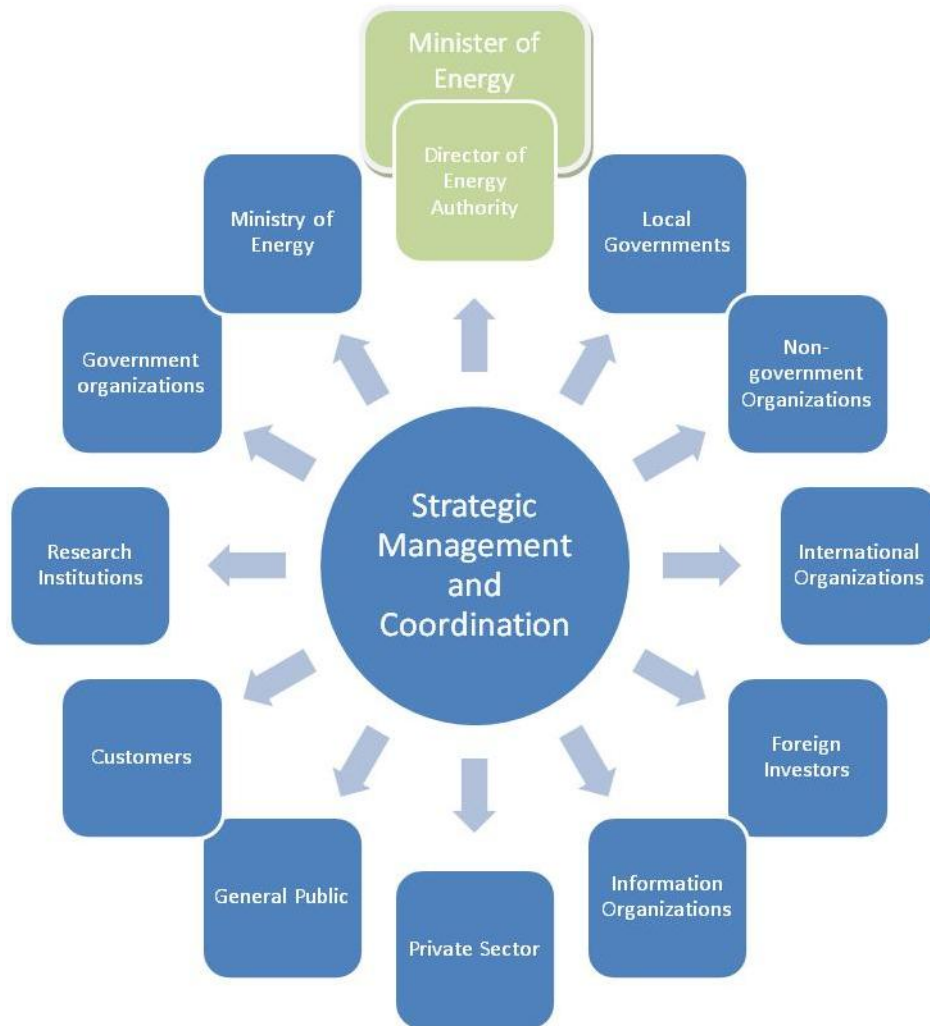 Minister of
Energy
Director of
Energy
Authority
Local
Governments
Non-
government
Organizations
International
Organizations
Foreign
Investors
Information
Organizations
Private Sector
General Public
Customers
Research
Institutions
Government
organizations
Ministry of
Energy
Strategic
Management
and
Coordination